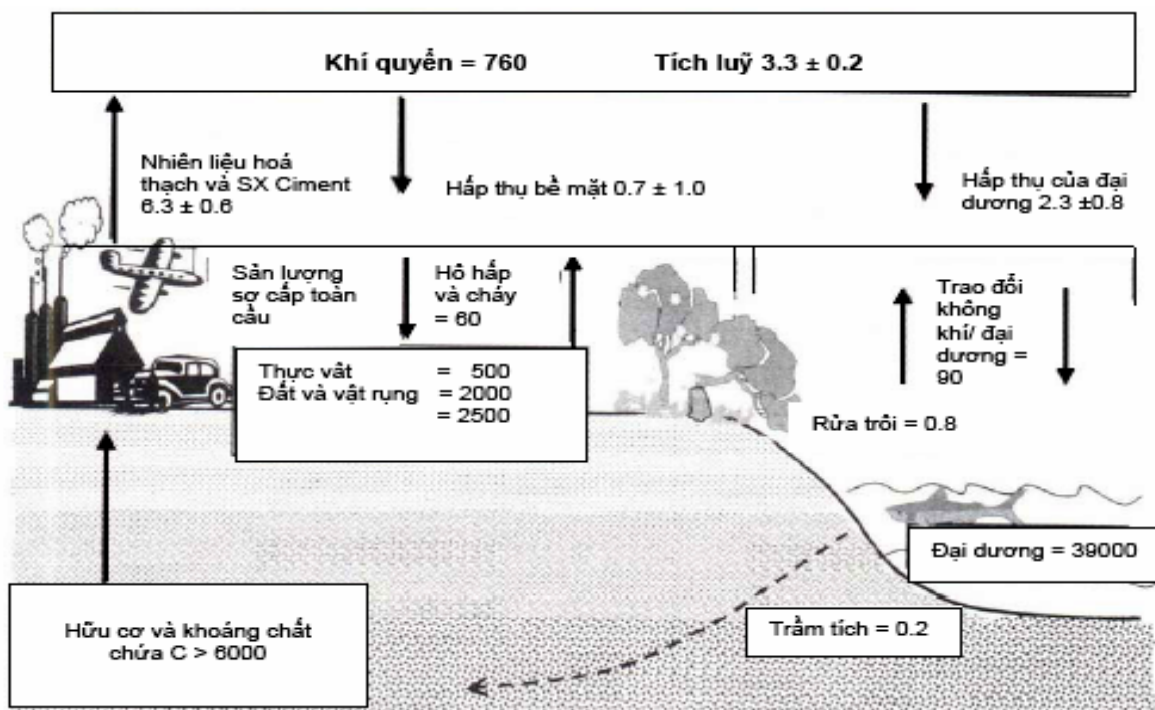 Khí quyển = 760 Tích luỹ 3.3 ± 0.2
Nhiên liệu hoá
thạch và SX Ciment
6.3 ± 0.6
Hấp thụ bề mặt 0.7 ± 1.0
Hấp thụ của đại
dương 2.3 ±0.8
Sản lượng
sơ cấp toàn
cầu
Hô hấp
và cháy
= 60
Trao đổi
không
khí/ đại
dương =
90
Thực vật = 500
Đất và vật rụng = 2000
= 2500
Rửa trôi = 0.8
Đại dương = 39000
Hữu cơ và khoáng chất
chứa C > 6000
Trầm tích = 0.2